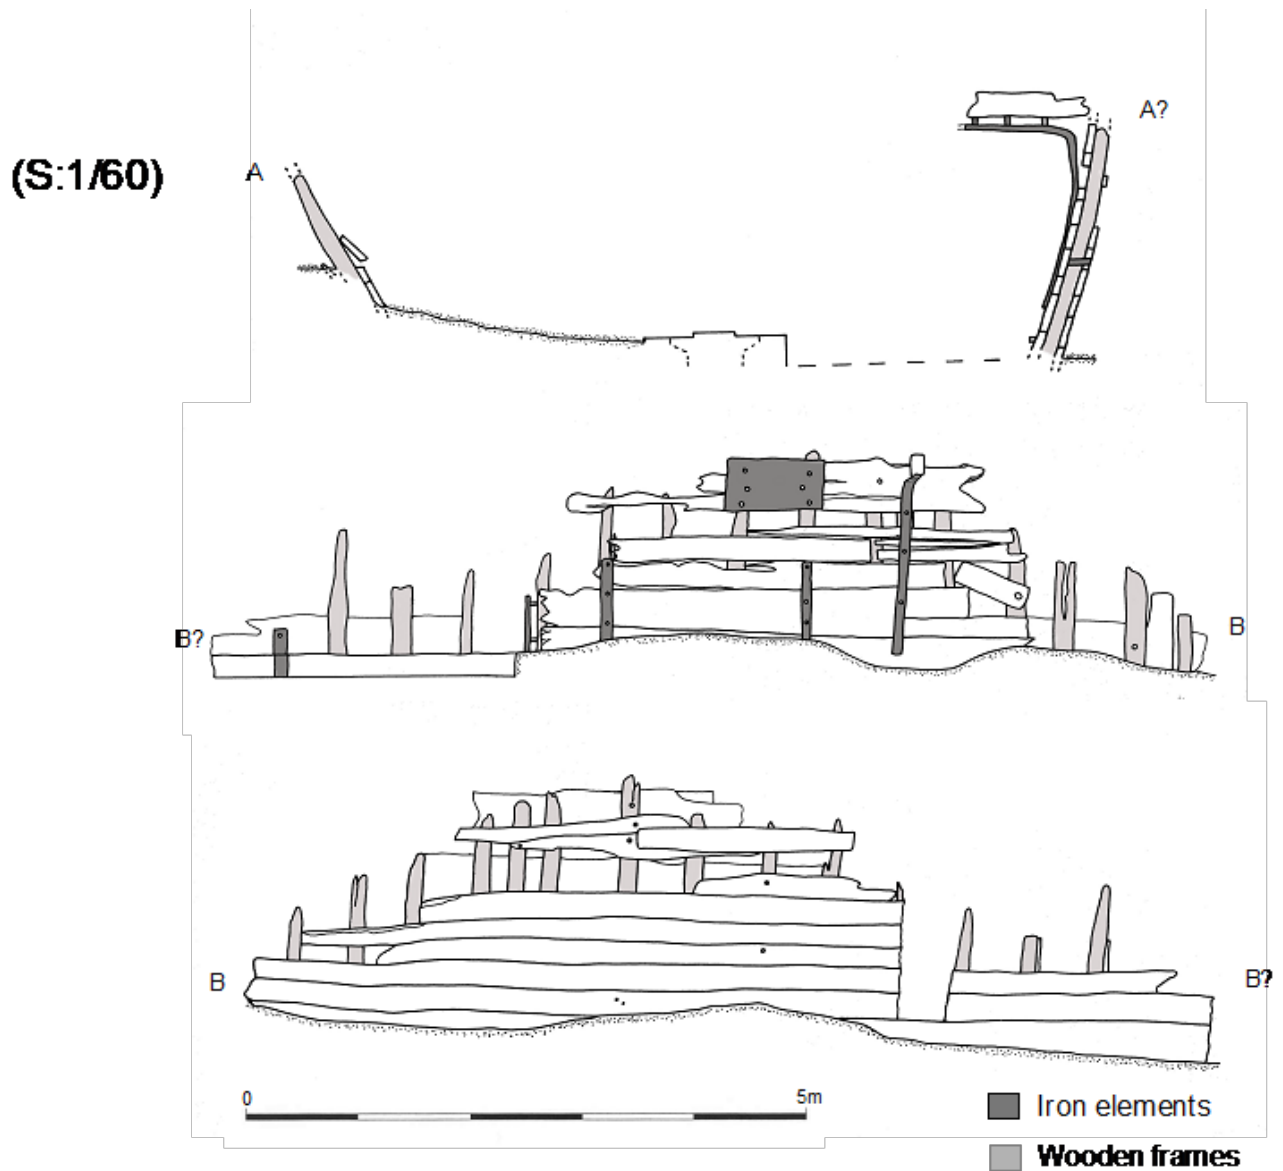 A?
(S:1/60)
A
B?
B
B
B?
0
5m
Iron elements
Wooden frames